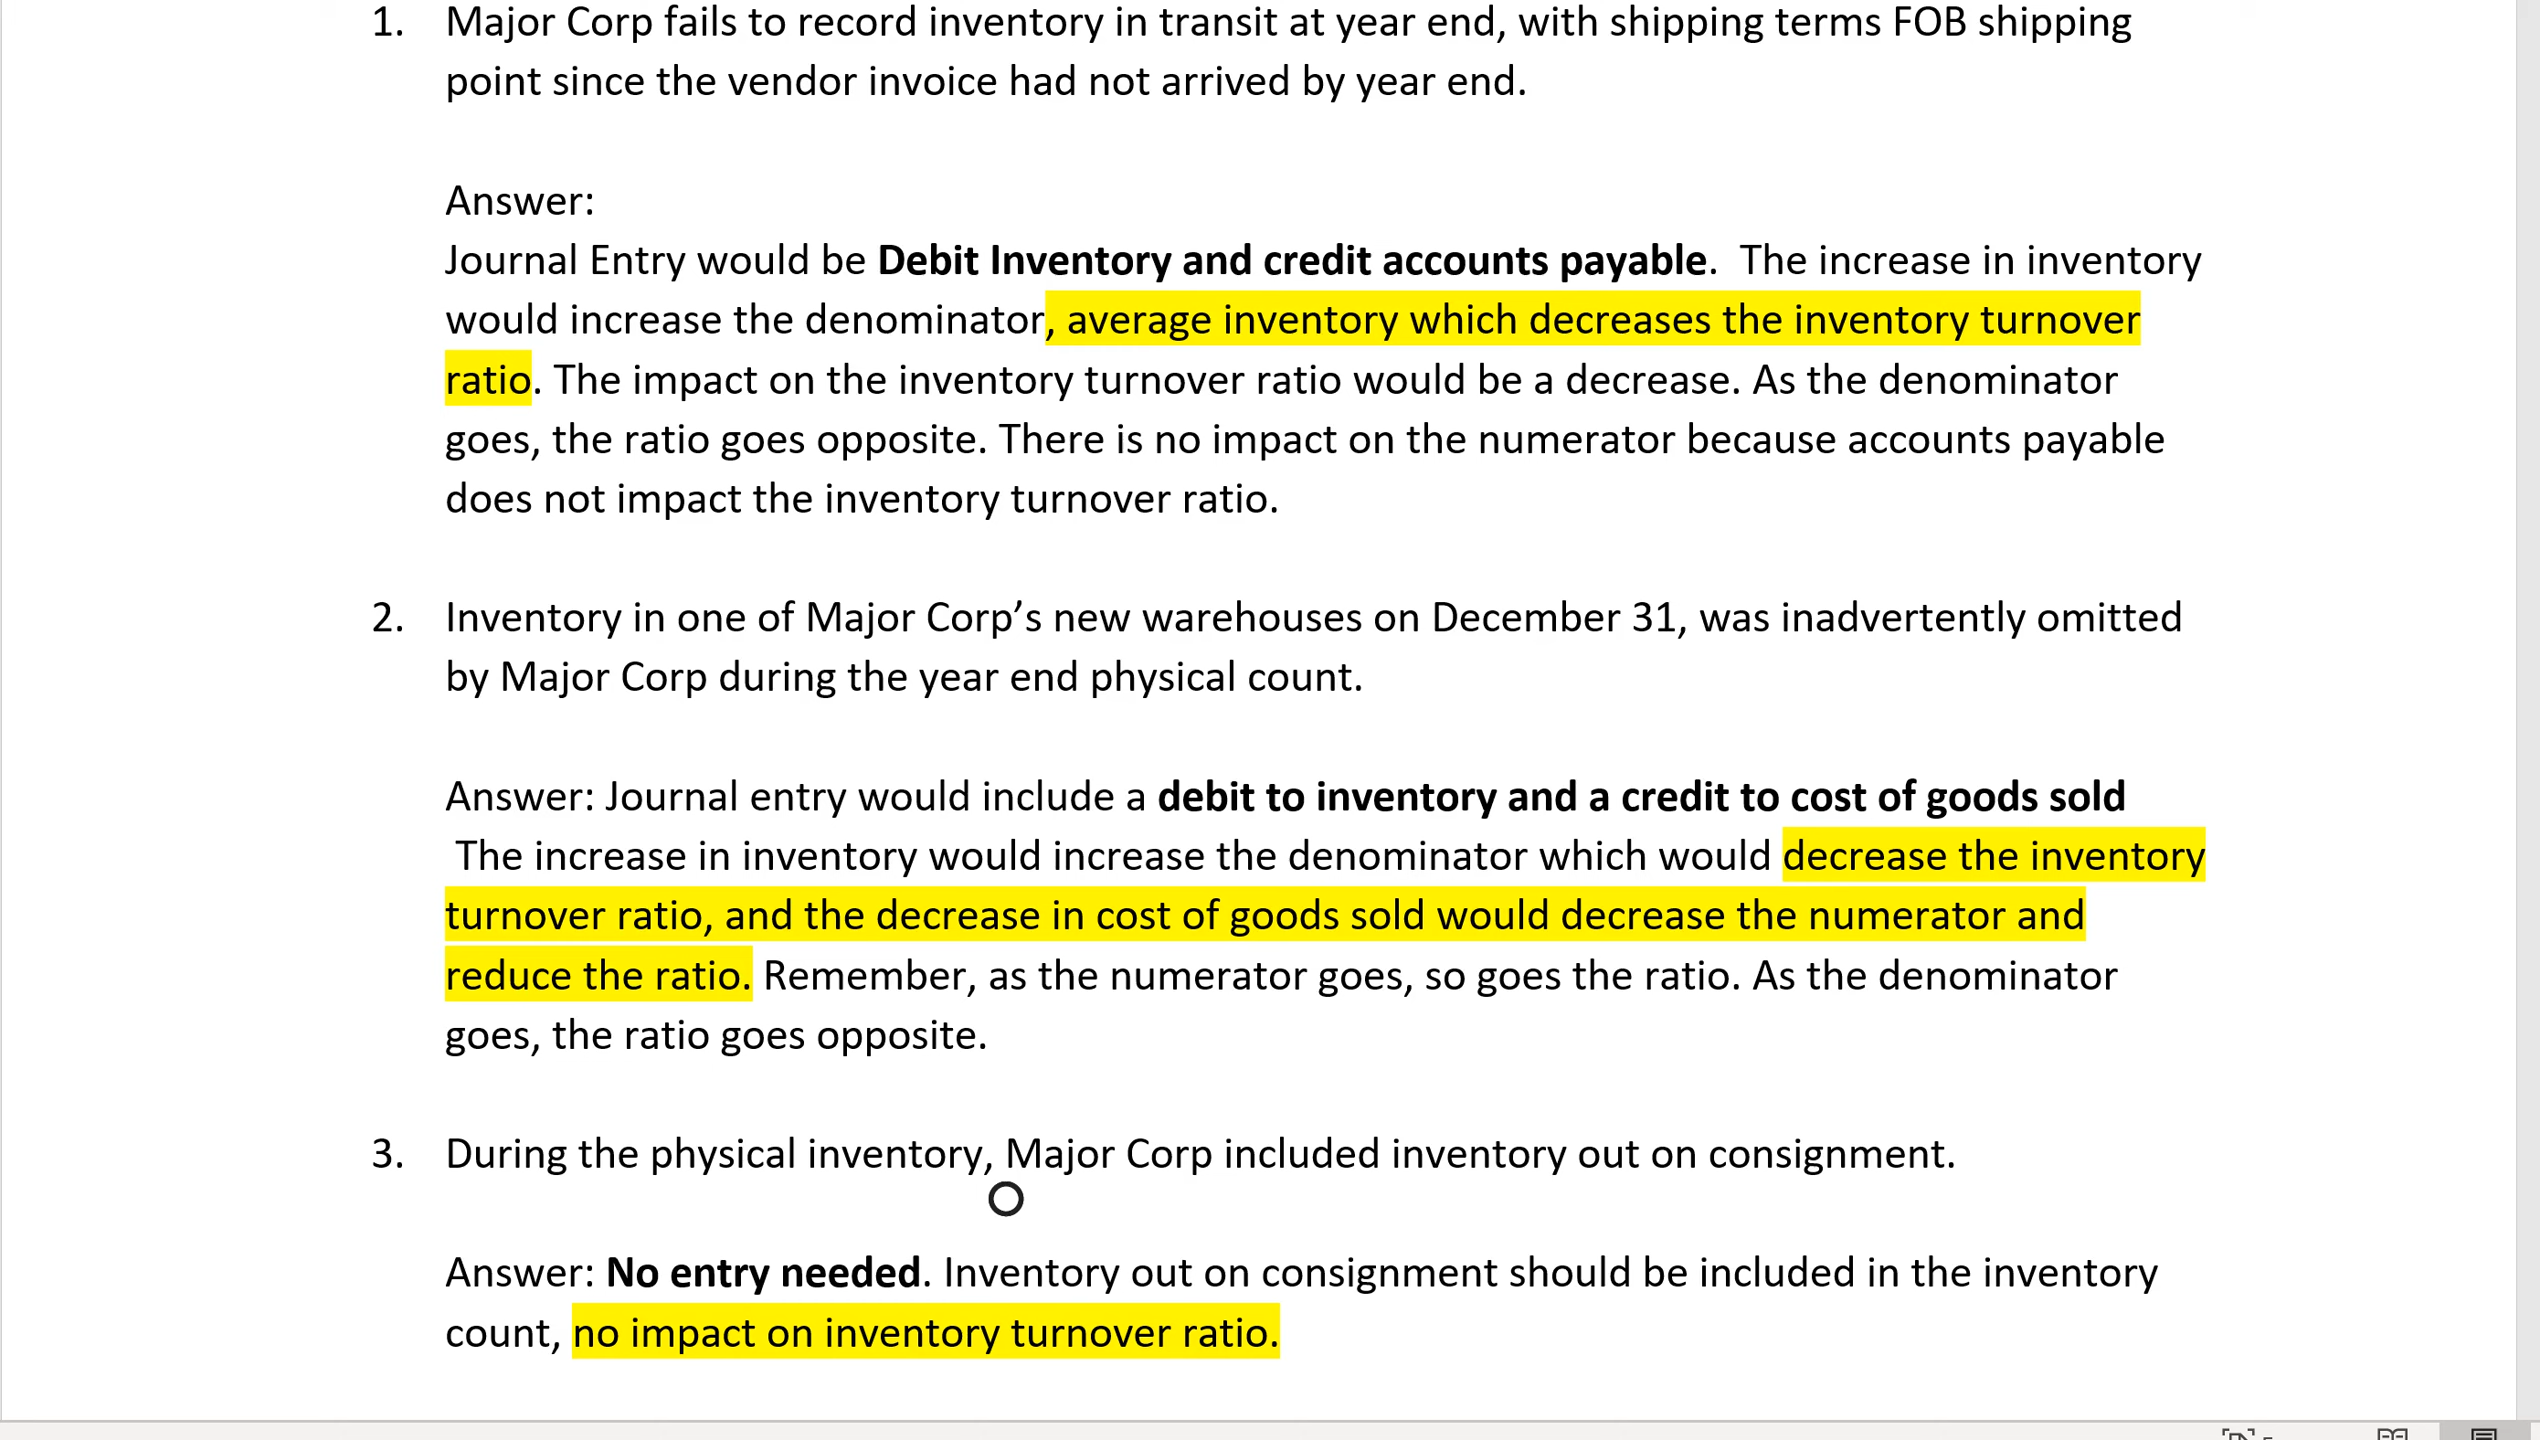 1. Major Corp fails to record inventory in transit at year end, with shipping terms FOB shipping
point since the vendor invoice had not arrived by year end.
Answer:
Journal Entry would be Debit Inventory and credit accounts payable.  The increase in inventory
would increase the denominator, average inventory which decreases the inventory turnover
ratio. The impact on the inventory turnover ratio would be a decrease. As the denominator
goes, the ratio goes opposite. There is no impact on the numerator because accounts payable
does not impact the inventory turnover ratio.
2. Inventory in one of Major Corp’s new warehouses on December 31, was inadvertently omitted
by Major Corp during the year end physical count.
Answer: Journal entry would include a debit to inventory and a credit to cost of goods sold
The increase in inventory would increase the denominator which would decrease the inventory
turnover ratio, and the decrease in cost of goods sold would decrease the numerator and
reduce the ratio. Remember, as the numerator goes, so goes the ratio. As the denominator
goes, the ratio goes opposite.
3. During the physical inventory, Major Corp included inventory out on consignment.
Answer: No entry needed. Inventory out on consignment should be included in the inventory
count, no impact on inventory turnover ratio.